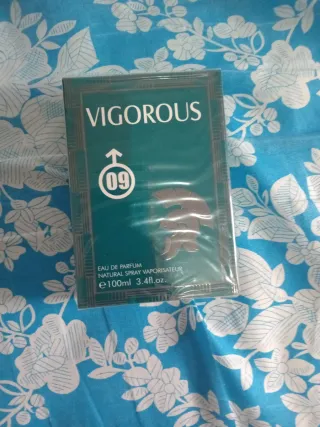 VIGOROUS
09
EAU DE PARFUM
NATURAL SPRAY VAPORISATEUR
e100ml 3.4fl.oz.